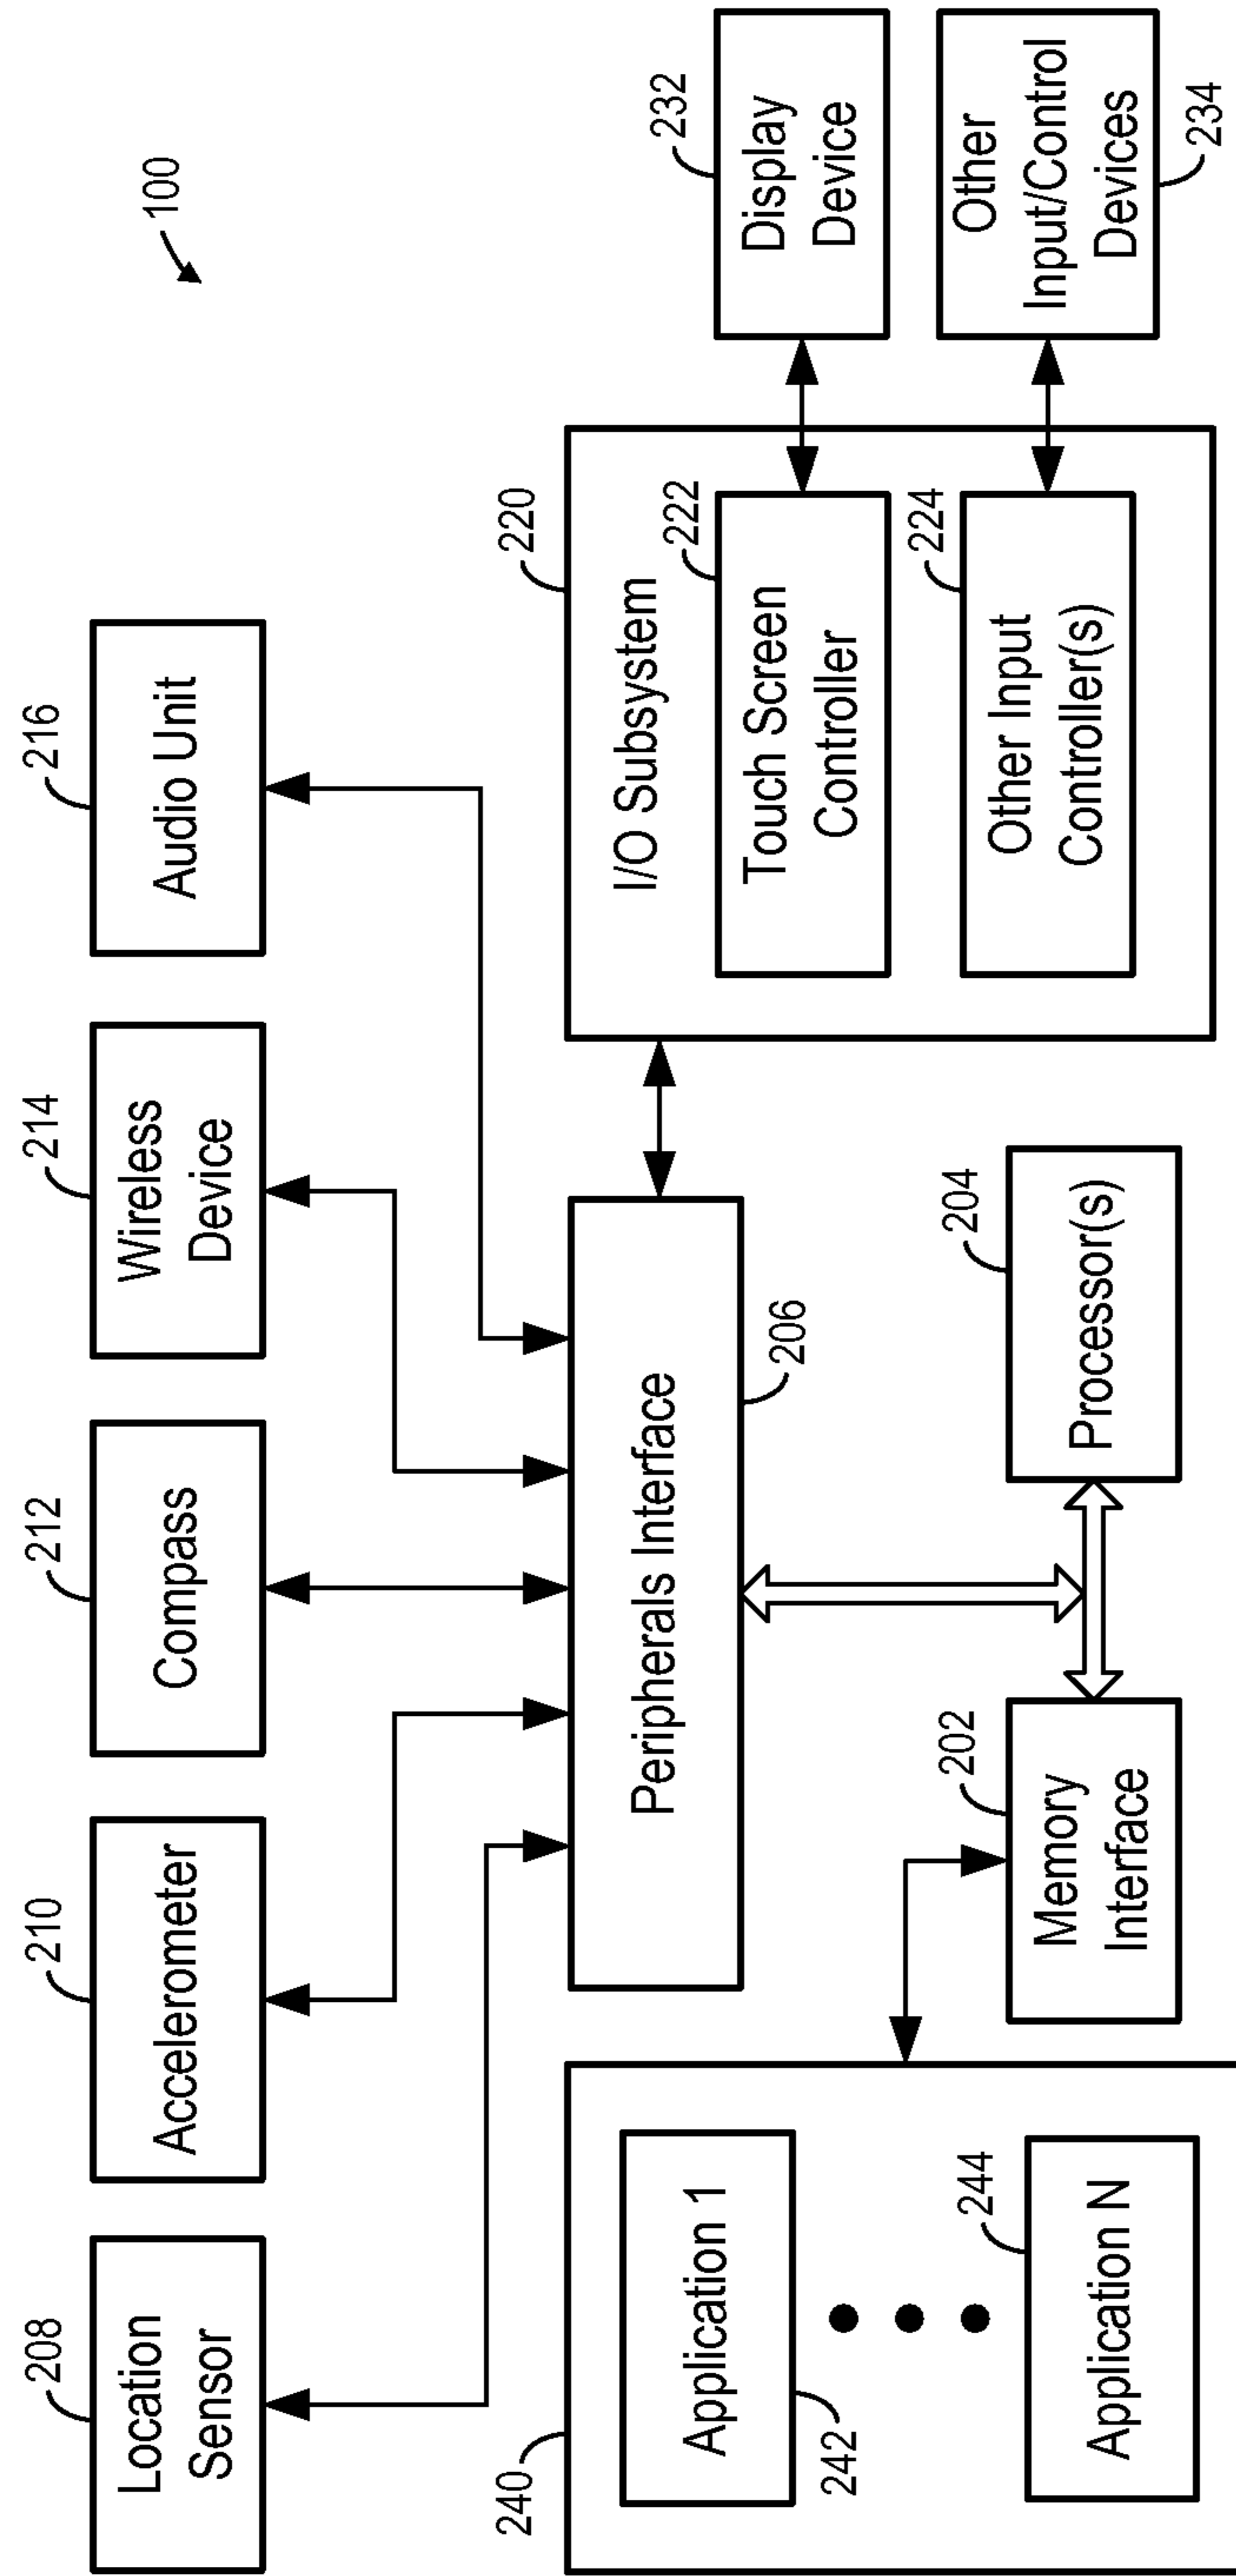 100
208
Location
Sensor
210
Accelerometer
212
Compass
214
Wireless
Device
216
Audio Unit
240
Application 1
242
244
Application N
Peripherals Interface
206
202
Memory
Interface
204
Processor(s)
220
I/O Subsystem
222
Touch Screen
Controller
224
Other Input
Controller(s)
232
Display
Device
Other
Input/Control
Devices
234